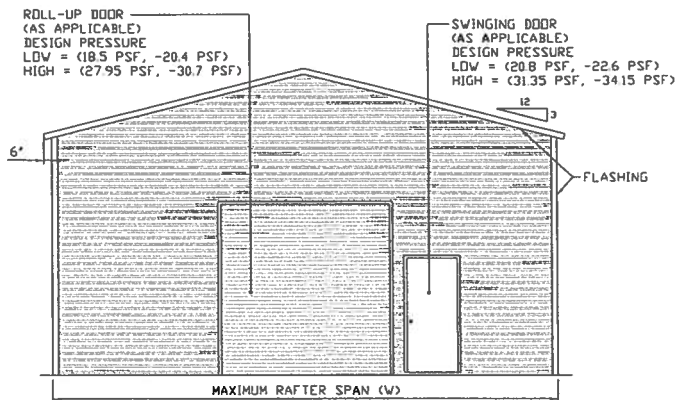 ROLL-UP DOOR
(AS APPLICABLE)
DESIGN PRESSURE
LOW = (18.5 PSF, -20.4 PSF)
HIGH = (27.95 PSF, -30.7 PSF)
SWINGING DOOR
(AS APPLICABLE)
DESIGN PRESSURE
LOW = (20.8 PSF, -22.6 PSF)
HIGH = (31.35 PSF, -34.15 PSF)
12
3
6"
FLASHING
MAXIMUM RAFTER SPAN (W)